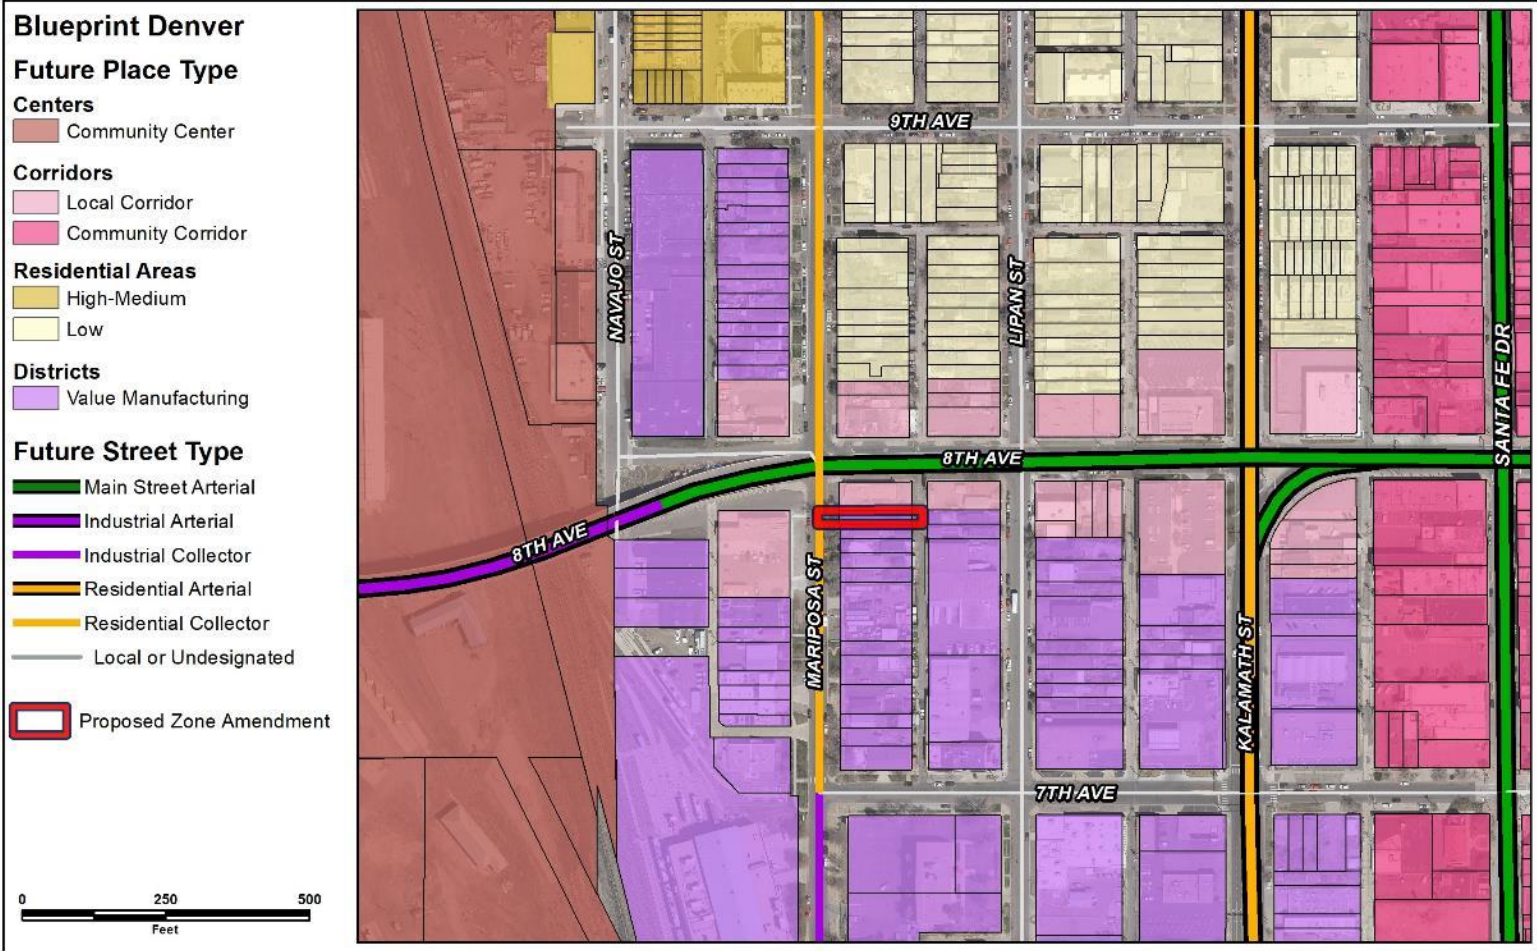 Blueprint Denver
Future Place Type
Centers
Community Center
Corridors
Local Corridor
Community Corridor
Residential Areas
High-Medium
Low
Districts
Value Manufacturing
Future Street Type
Main Street Arterial
Industrial Arterial
Industrial Collector
Residential Arterial
Residential Collector
Local or Undesignated
Proposed Zone Amendment
0 250 500
Feet
9TH AVE
NAVAJO ST
LIPAN ST
SANTA FE DR
8TH AVE
8TH AVE
MARIPOSA ST
KALAMATH ST
7TH AVE